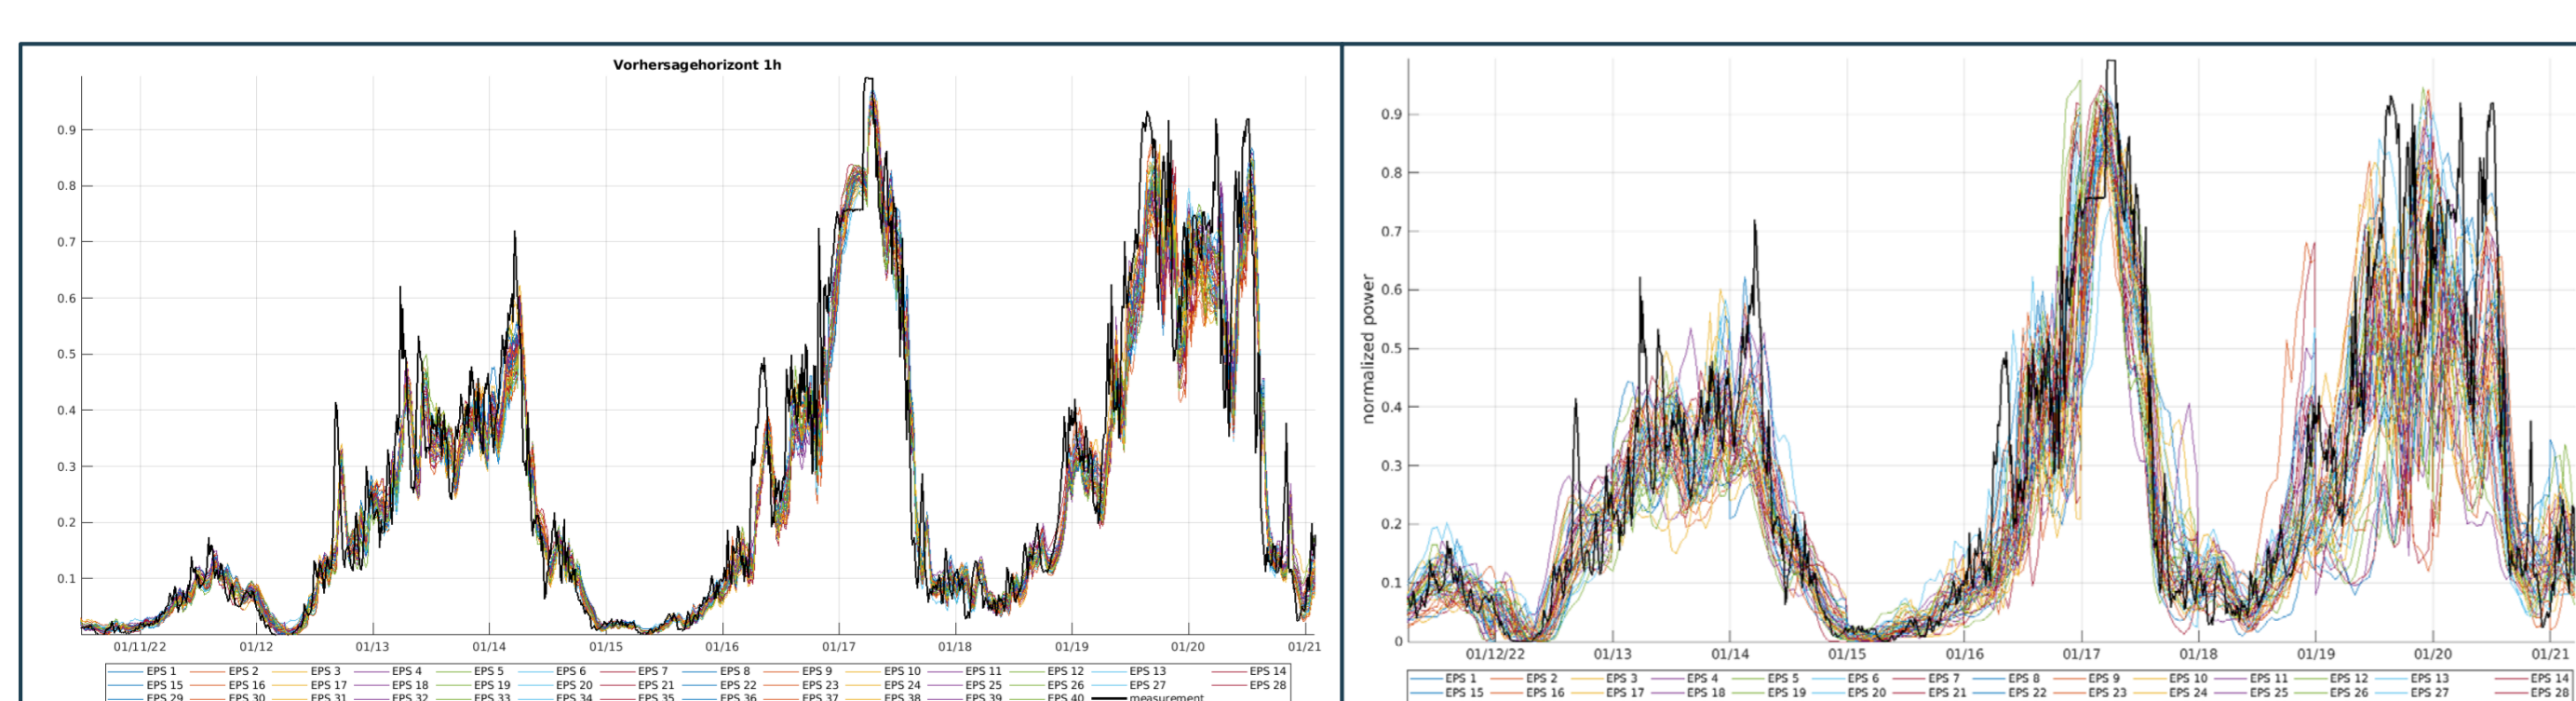 Vorhersagehorizont 1h
0.9
0.8
0.7
0.6
0.5
0.4
0.3
0.2
0.1
01/11/22 01/12 01/13 01/14 01/15 01/16 01/17 01/18 01/19 01/20 01/21
EPS 1 EPS 2 EPS 3 EPS 4 EPS 5 EPS 6 EPS 7 EPS 8 EPS 9 EPS 10 EPS 11 EPS 12 EPS 13 EPS 14
EPS 15 EPS 16 EPS 17 EPS 18 EPS 19 EPS 20 EPS 21 EPS 22 EPS 23 EPS 24 EPS 25 EPS 26 EPS 27 EPS 28
EPS 29 EPS 30 EPS 31 EPS 32 EPS 33 EPS 34 EPS 35 EPS 36 EPS 37 EPS 38 EPS 39 EPS 40 measurement
normalized power
0.9
0.8
0.7
0.6
0.5
0.4
0.3
0.2
0.1
0
01/12/22 01/13 01/14 01/15 01/16 01/17 01/18 01/19 01/20 01/21
EPS 1 EPS 2 EPS 3 EPS 4 EPS 5 EPS 6 EPS 7 EPS 8 EPS 9 EPS 10 EPS 11 EPS 12 EPS 13 EPS 14
EPS 15 EPS 16 EPS 17 EPS 18 EPS 19 EPS 20 EPS 21 EPS 22 EPS 23 EPS 24 EPS 25 EPS 26 EPS 27 EPS 28